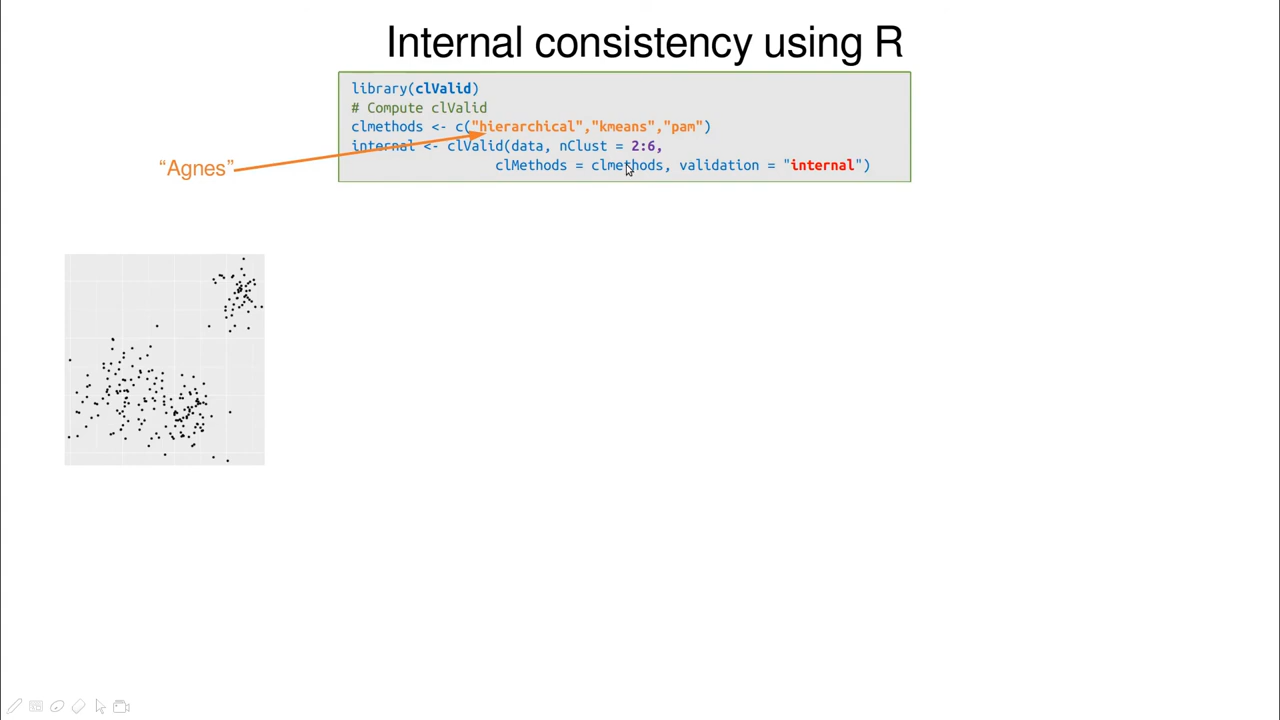 Internal consistency using R
library(clValid)
# Compute clValid
clmethods <- c("hierarchical","kmeans","pam")
internal <- clValid(data, nClust = 2:6,
clMethods = clmethods, validation = "internal")
“Agnes”